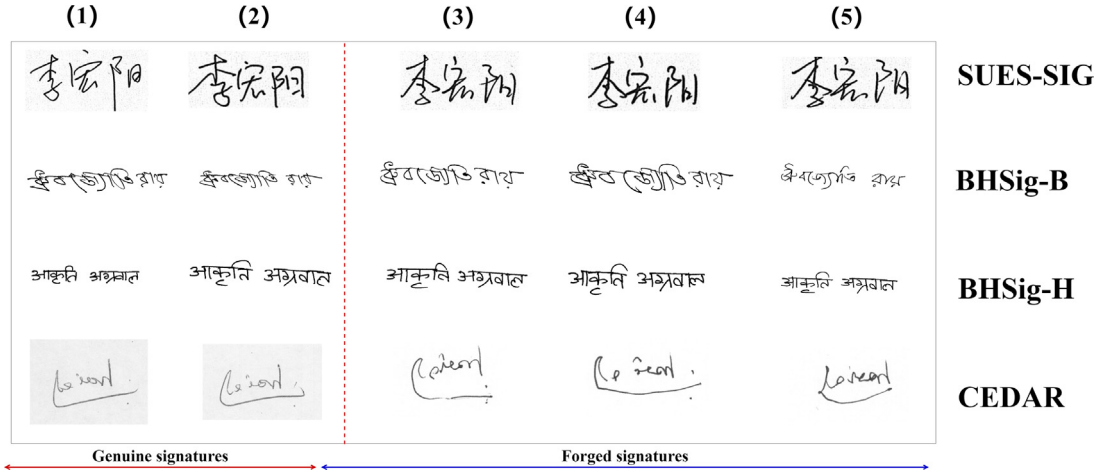 (1) (2) (3) (4) (5)
李宏阳 李宏阳 李宏阳 李宏阳 李宏阳 SUES-SIG
ধ্রুবজ্যোতি রায় ধ্রুবজ্যোতি রায় ধ্রুবজ্যোতি রায় ধ্রুবজ্যোতি রায় ধ্রুবজ্যোতি রায় BHSig-B
आकृति अग्रवाल आकृति अग्रवाल आकृति अग्रवाल आकृति अग्रवाल आकृति अग्रवाल BHSig-H
CEDAR
Genuine signatures Forged signatures